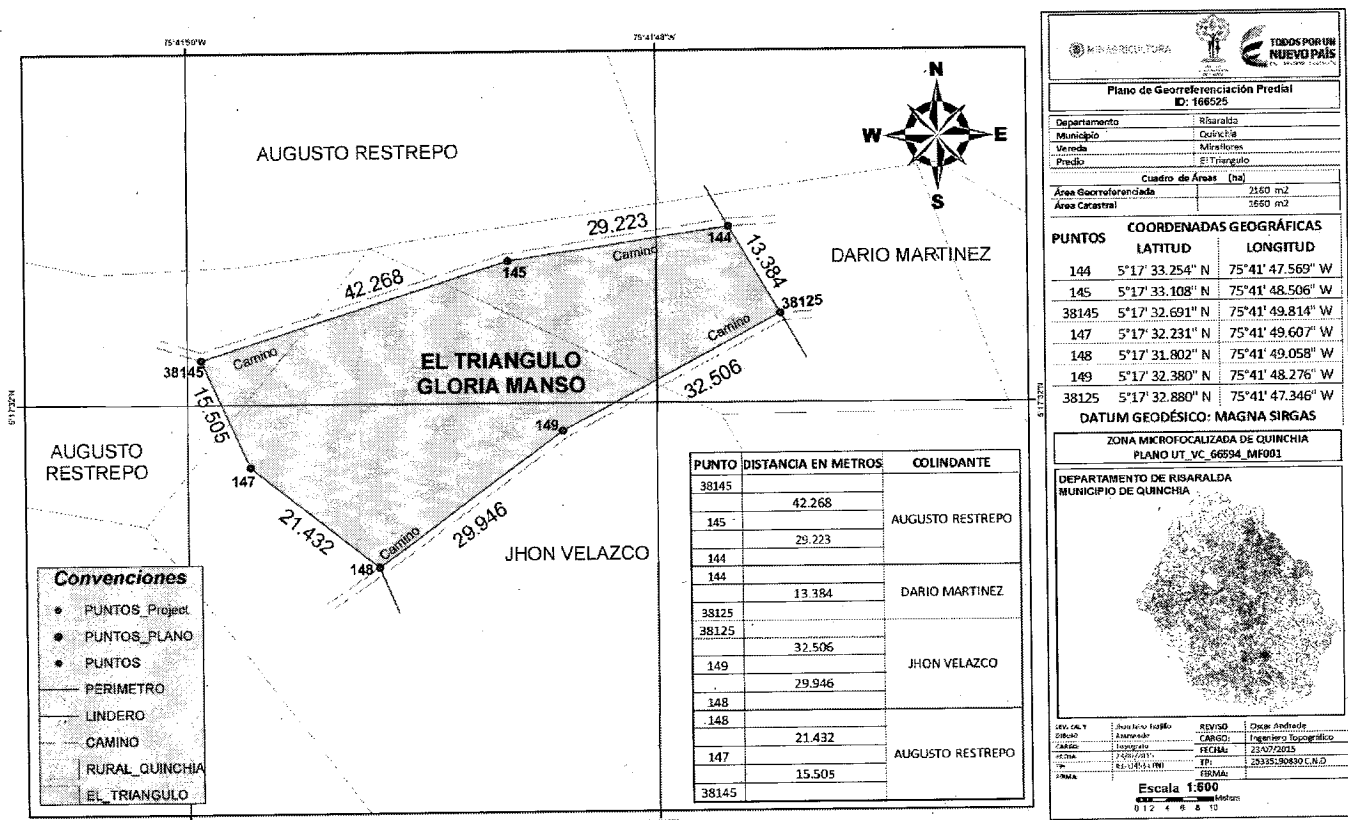 75°41'50"W
75°41'48"W
N
W
E
S
AUGUSTO RESTREPO
DARIO MARTINEZ
29.223
144
13.384
Camino
145
42.268
38125
Camino
Camino
38145
EL TRIANGULO
GLORIA MANSO
32.506
15.505
5°17'32"N
5°17'32"N
149
AUGUSTO
RESTREPO
147
21.432
Camino
29.946
148
JHON VELAZCO
Convenciones
PUNTOS_Project
PUNTOS_PLANO
PUNTOS
PERIMETRO
LINDERO
CAMINO
RURAL_QUINCHIA
EL_TRIANGULO
PUNTO DISTANCIA EN METROS COLINDANTE
38145
42.268
145 AUGUSTO RESTREPO
29.223
144
144
13.384 DARIO MARTINEZ
38125
38125
32.506
149 JHON VELAZCO
29.946
148
148
21.432
147 AUGUSTO RESTREPO
15.505
38145
MINAGRICULTURA
TODOS POR UN
NUEVO PAÍS
Plano de Georreferenciación Predial
ID: 166525
Departamento Risaralda
Municipio Quinchia
Vereda Miraflores
Predio El Triangulo
Cuadro de Áreas (ha)
Área Georreferenciada 2160 m2
Área Catastral 1660 m2
PUNTOS COORDENADAS GEOGRÁFICAS
LATITUD LONGITUD
144 5°17' 33.254" N 75°41' 47.569" W
145 5°17' 33.108" N 75°41' 48.506" W
38145 5°17' 32.691" N 75°41' 49.814" W
147 5°17' 32.231" N 75°41' 49.607" W
148 5°17' 31.802" N 75°41' 49.058" W
149 5°17' 32.380" N 75°41' 48.276" W
38125 5°17' 32.880" N 75°41' 47.346" W
DATUM GEODÉSICO: MAGNA SIRGAS
ZONA MICROFOCALIZADA DE QUINCHIA
PLANO UT_VC_66594_MF001
DEPARTAMENTO DE RISARALDA
MUNICIPIO DE QUINCHIA
REVISO Oscar Andrade
CARGO: Ingeniero Topográfico
FECHA: 23/07/2015
TP: 25335190830 C.N.D
FIRMA:
Escala 1:600
Meters
0 1 2 4 6 8 10